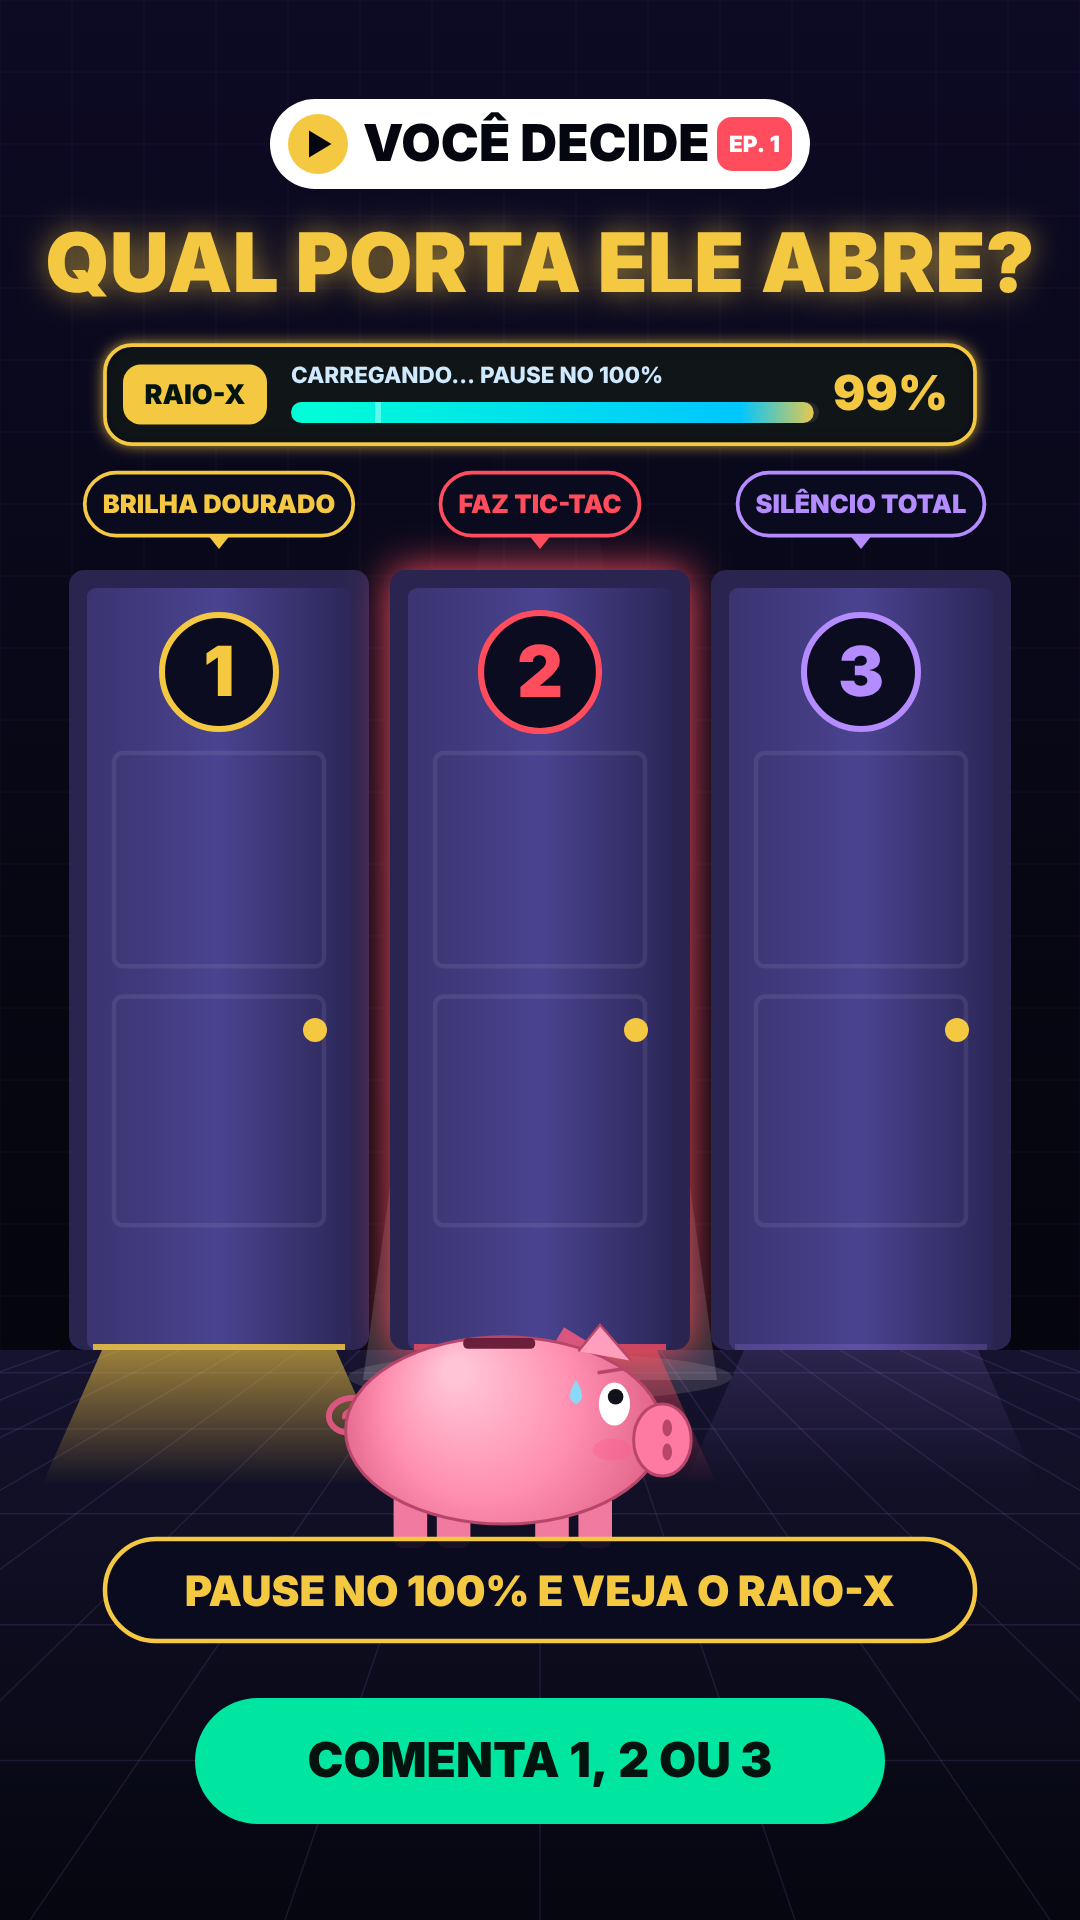 VOCÊ DECIDE EP. 1
QUAL PORTA ELE ABRE?
RAIO-X
CARREGANDO... PAUSE NO 100%
99%
BRILHA DOURADO
FAZ TIC-TAC
SILÊNCIO TOTAL
1
2
3
PAUSE NO 100% E VEJA O RAIO-X
COMENTA 1, 2 OU 3